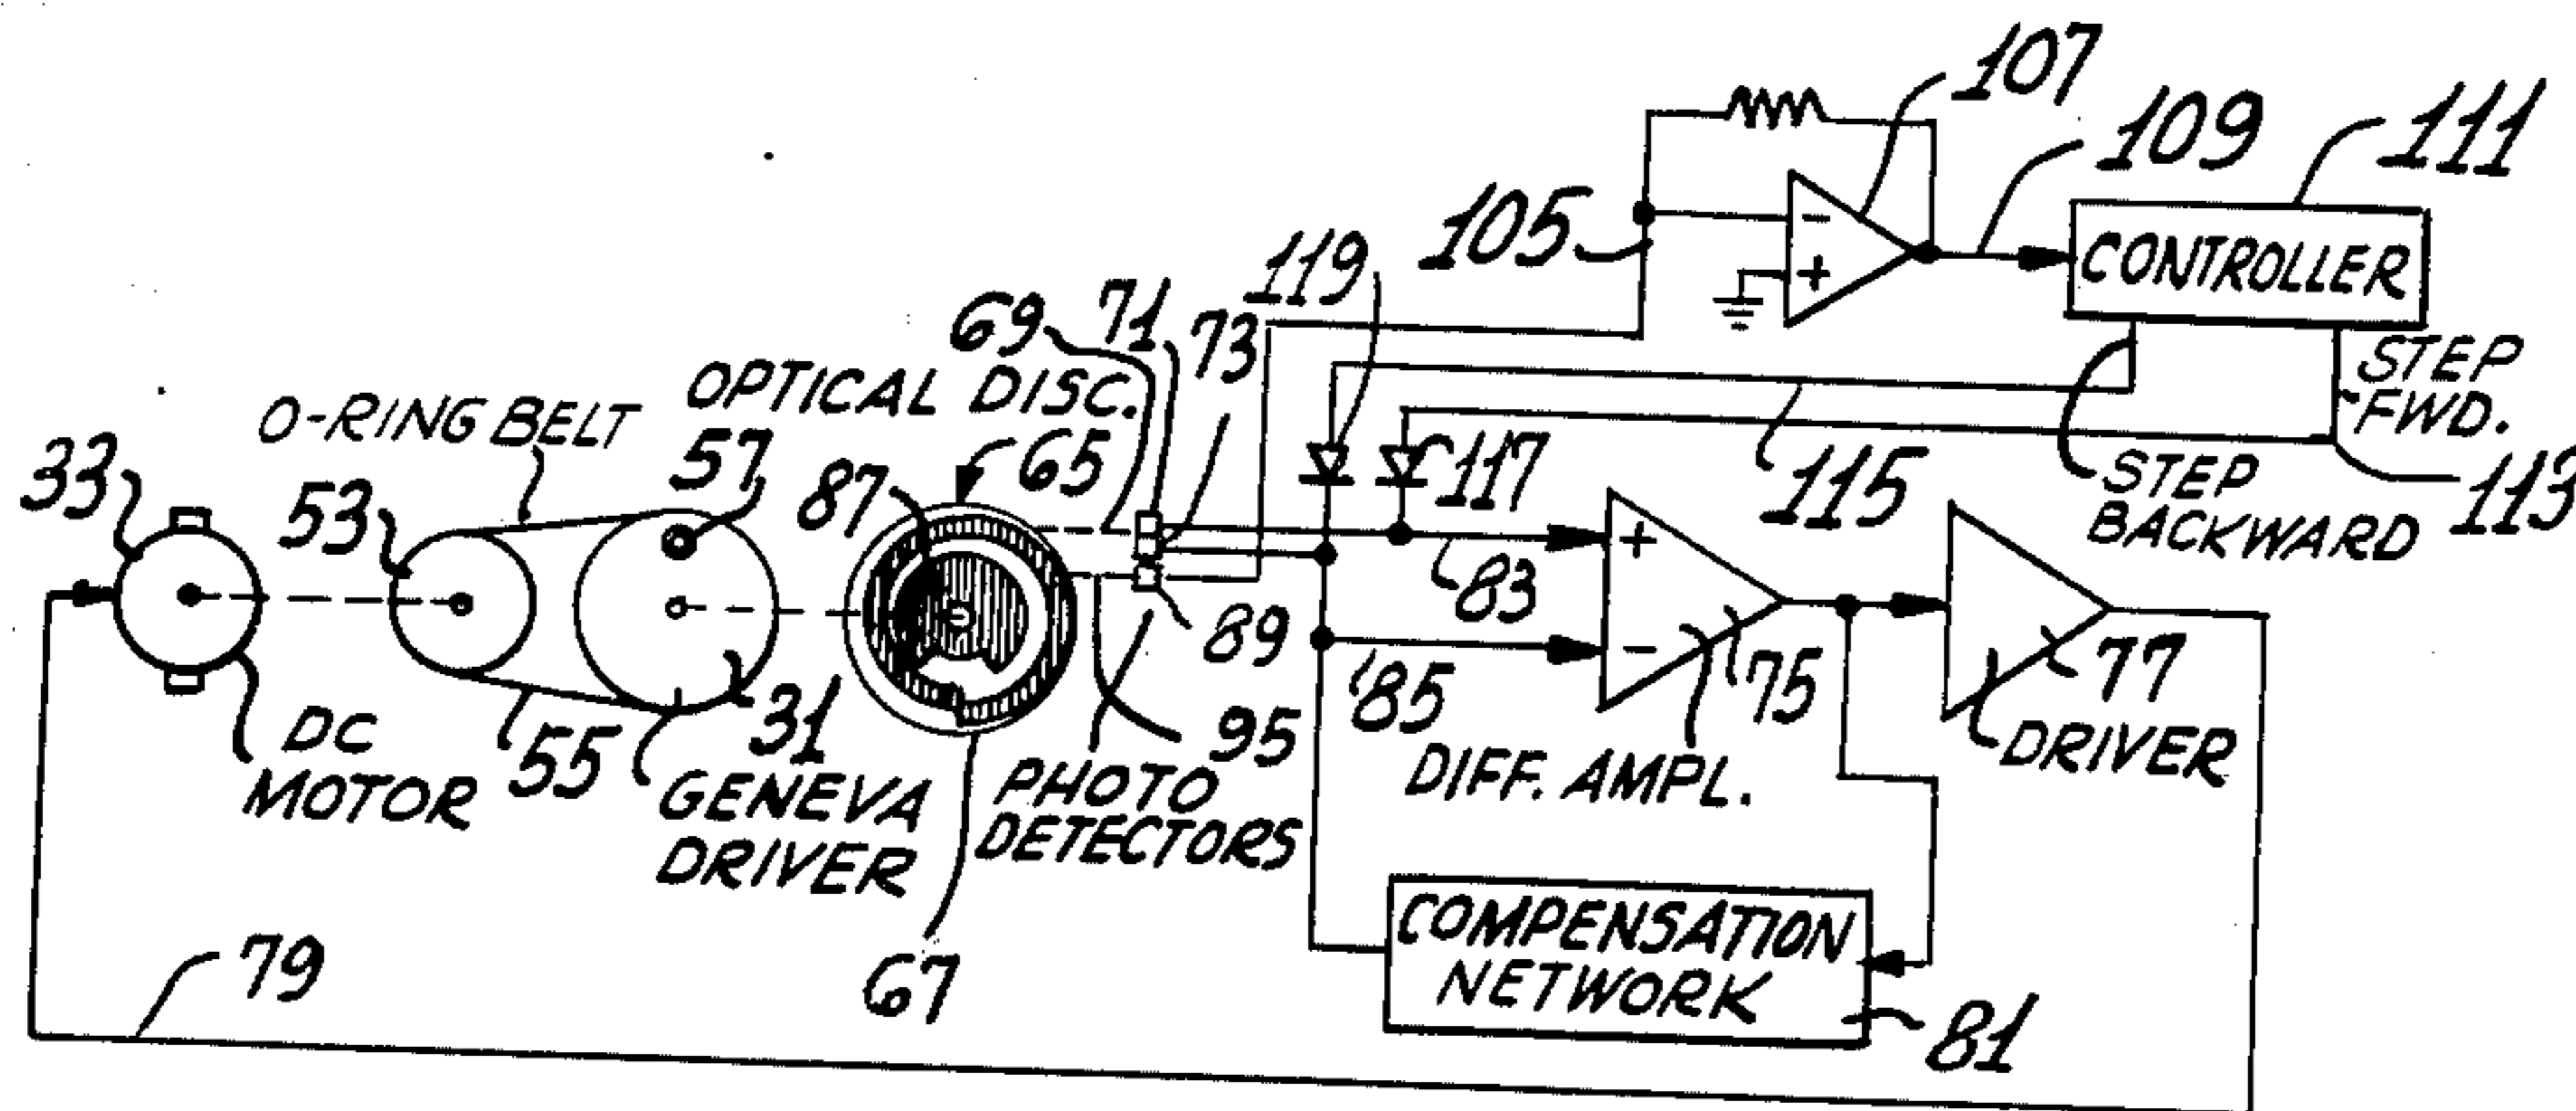 107
109
111
105
119
CONTROLLER
-
+
69
71
73
STEP
FWD.
OPTICAL DISC.
O-RING BELT
57
65
117
115
STEP
BACKWARD
113
33
53
87
83
+
-
89
85
75
77
DC
MOTOR
55
31
GENEVA
DRIVER
95
PHOTO
DETECTORS
DIFF. AMPL.
DRIVER
79
67
COMPENSATION
NETWORK
81